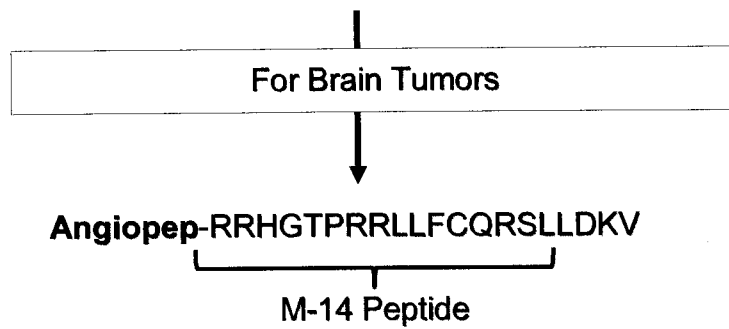 For Brain Tumors
Angiopep-RRHGTPRRLLFCQRSLLDKV
M-14 Peptide